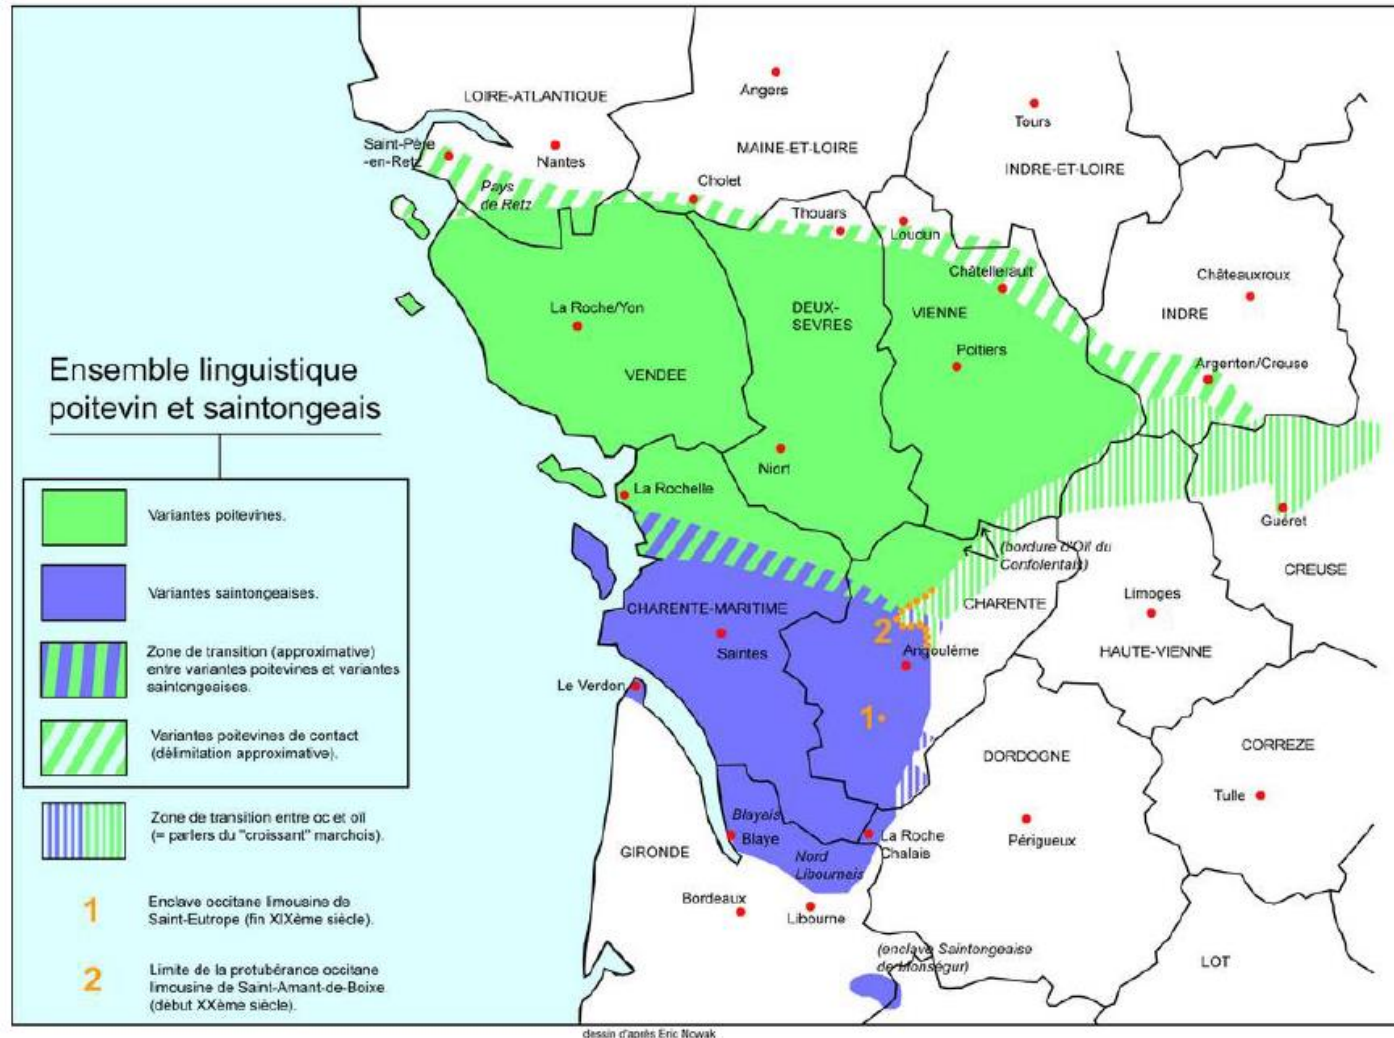 LOIRE-ATLANTIQUE
Angers
Tours
Saint-Père
-en-Retz
Nantes
MAINE-ET-LOIRE
INDRE-ET-LOIRE
Pays
de Retz
Cholet
Thouars
Loudun
Châtellerault
Châteauxroux
La Roche/Yon
DEUX-
SEVRES
VIENNE
INDRE
Poitiers
Argenton/Creuse
VENDEE
Ensemble linguistique
poitevin et saintongeais
Niort
La Rochelle
Variantes poitevines.
Guéret
(bordure d'Oïl du
Confolentais)
CREUSE
Variantes saintongeaises.
CHARENTE-MARITIME
CHARENTE
Limoges
2
Saintes
Angoulême
HAUTE-VIENNE
Zone de transition (approximative)
entre variantes poitevines et variantes
saintongeaises.
Le Verdon
1
Variantes poitevines de contact
(délimitation approximative).
DORDOGNE
CORREZE
Tulle
Zone de transition entre oc et oïl
(= parlers du "croissant" marchois).
Blayais
Blaye
La Roche
Chalais
Périgueux
GIRONDE
Nord
Libournais
Bordeaux
Libourne
1
Enclave occitane limousine de
Saint-Eutrope (fin XIXème siècle).
(enclave Saintongeaise
de Monségur)
LOT
2
Limite de la protubérance occitane
limousine de Saint-Amant-de-Boixe
(début XXème siècle).
dessin d'après Eric Nowak